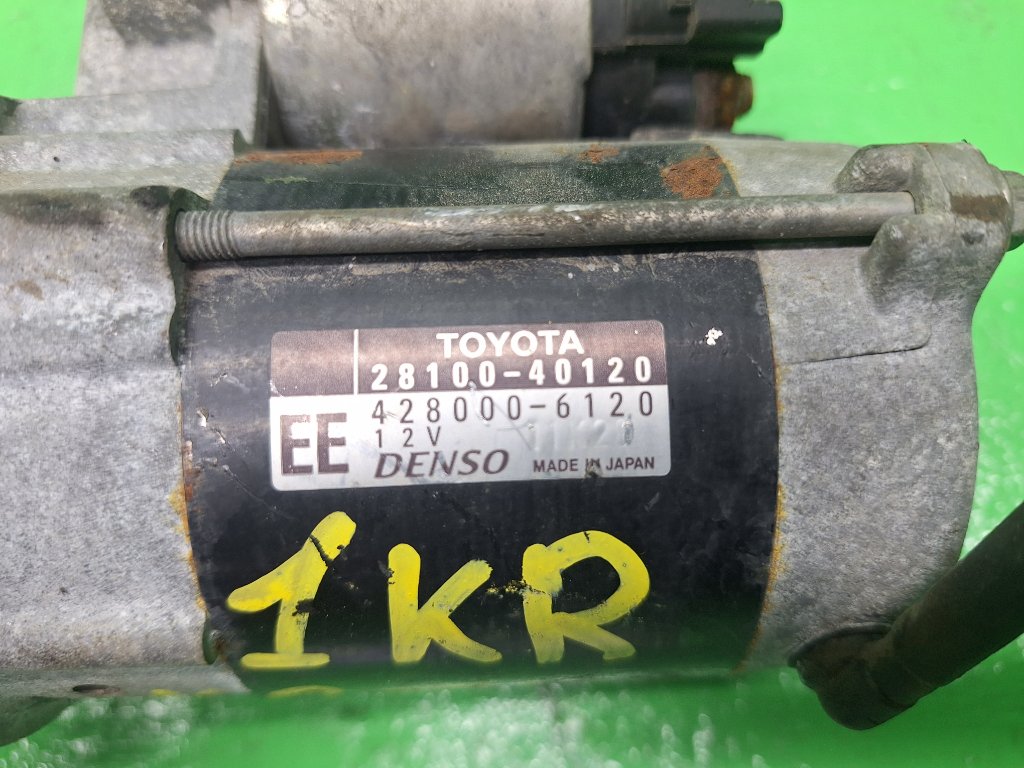 TOYOTA
28100-40120
428000-6120
12V
EE
DENSO MADE IN JAPAN
1KR